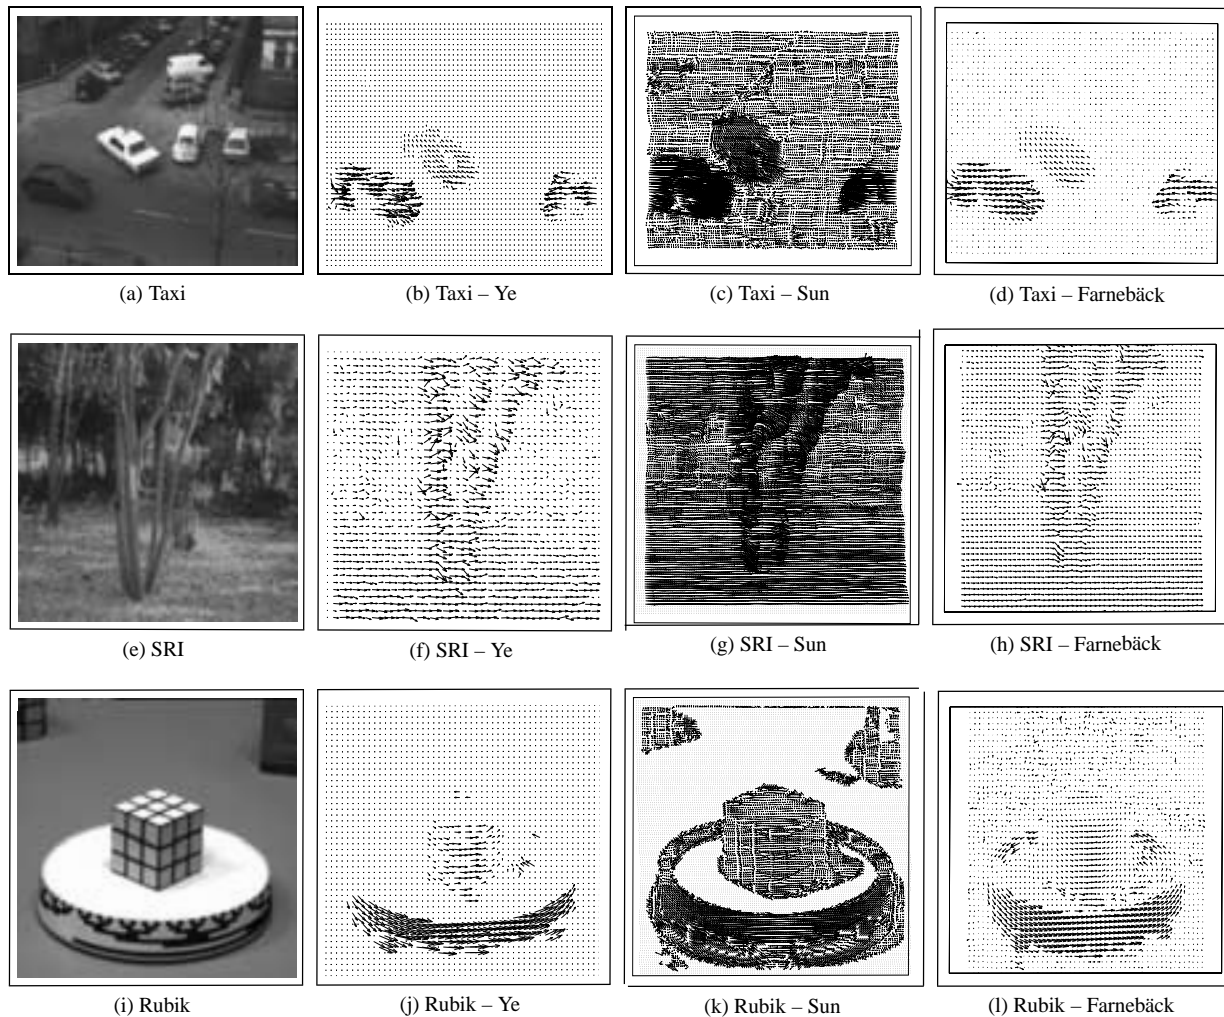 (a) Taxi
(b) Taxi – Ye
(c) Taxi – Sun
(d) Taxi – Farnebäck
(e) SRI
(f) SRI – Ye
(g) SRI – Sun
(h) SRI – Farnebäck
(i) Rubik
(j) Rubik – Ye
(k) Rubik – Sun
(l) Rubik – Farnebäck